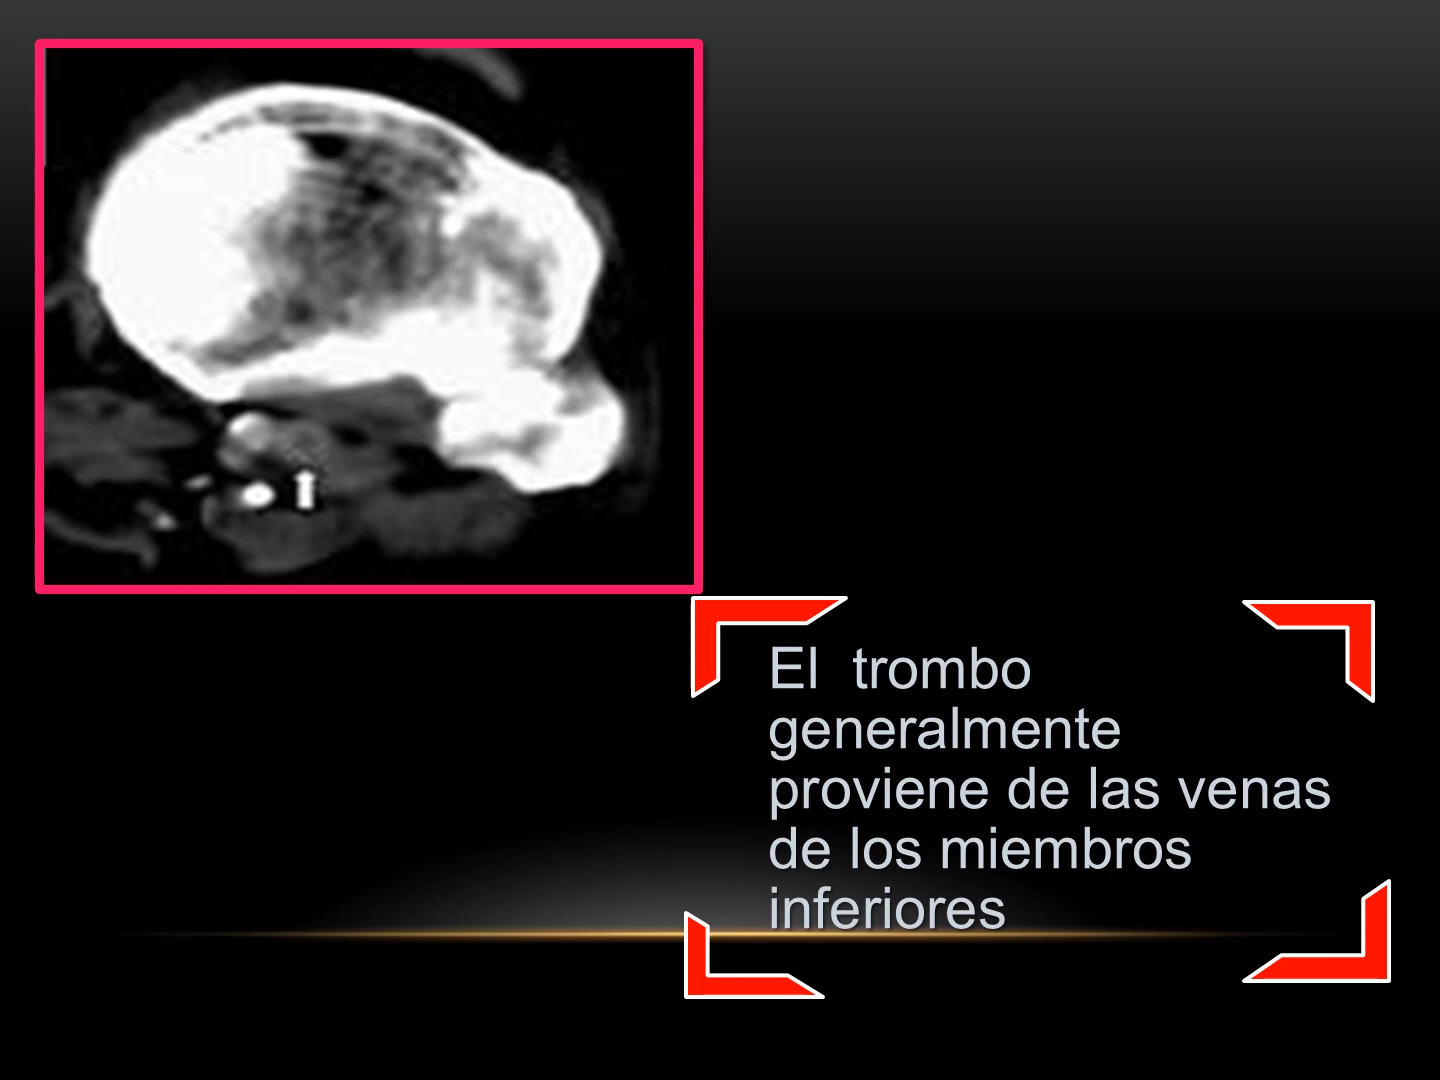 El  trombo
generalmente
proviene de las venas
de los miembros
inferiores